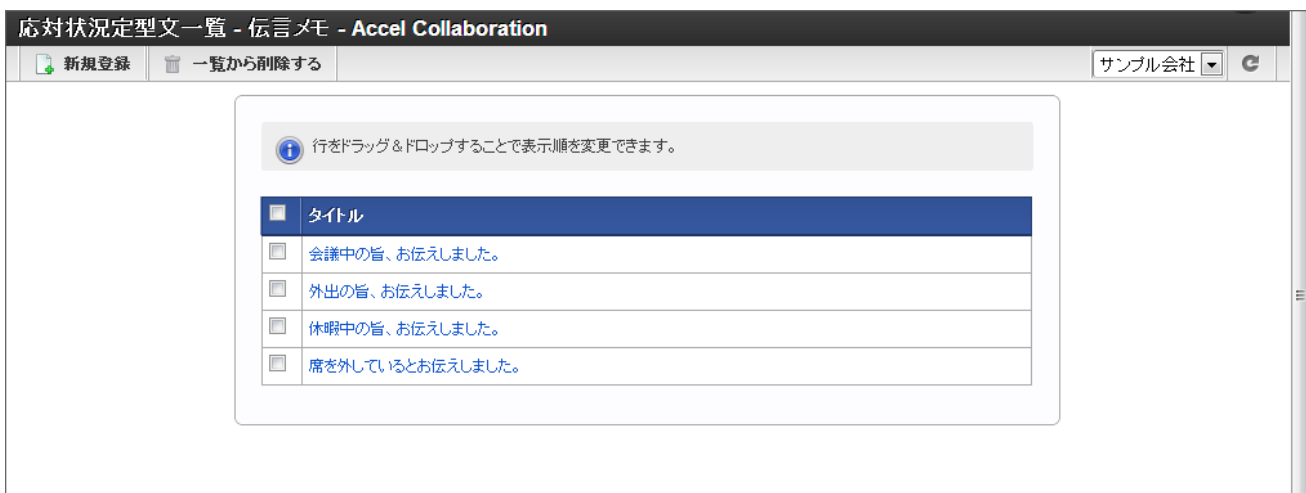 応対状況定型文一覧 - 伝言メモ - Accel Collaboration
新規登録 一覧から削除する サンプル会社
行をドラッグ&ドロップすることで表示順を変更できます。
タイトル
会議中の旨、お伝えしました。
外出の旨、お伝えしました。
休暇中の旨、お伝えしました。
席を外しているとお伝えしました。